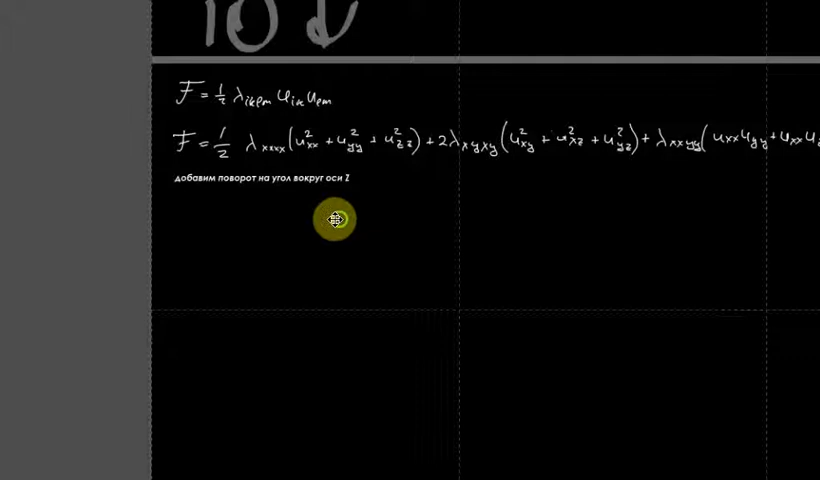 10 
F = 1/2 λ_iklm u_ik u_lm
F = 1/2 λ_xxxx (u²_xx + u²_yy + u²_zz) + 2λ_xyxy (u²_xy + u²_xz + u²_yz) + λ_xxyy (u_xx u_yy + u_xx u
добавим поворот на угол вокруг оси Z